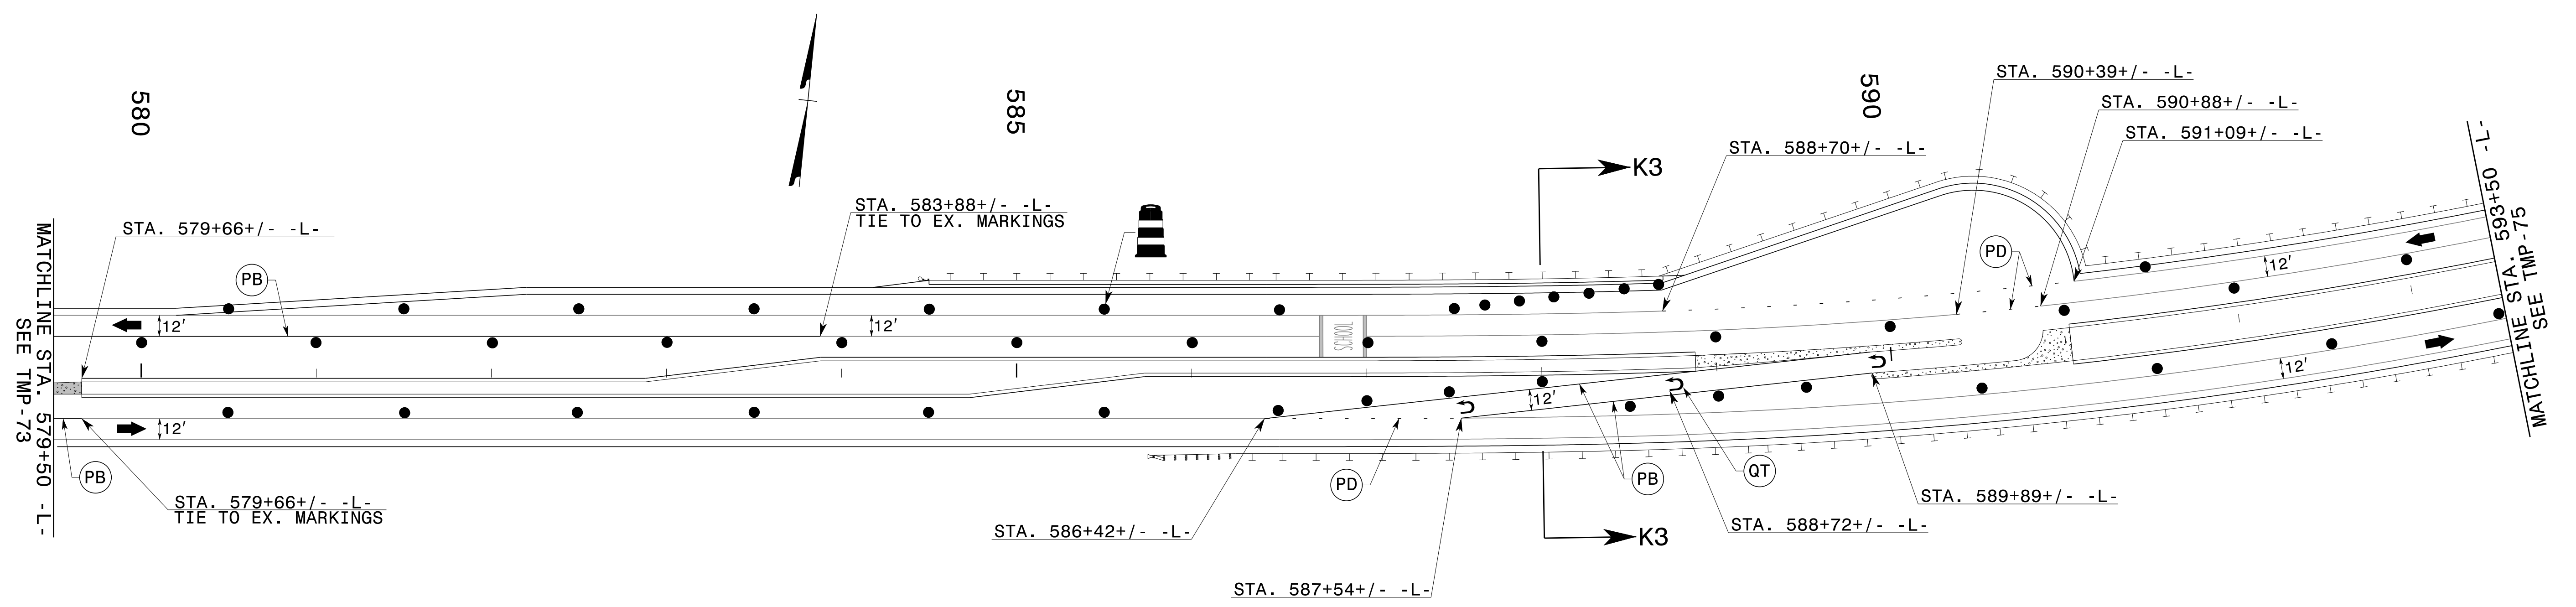 580
585
590
STA. 590+39+/- -L-
STA. 590+88+/- -L-
STA. 591+09+/- -L-
STA. 588+70+/- -L-
K3
STA. 583+88+/- -L-
TIE TO EX. MARKINGS
STA. 579+66+/- -L-
PB
PD
12'
12'
12'
MATCHLINE STA. 579+50 -L-
SEE TMP-73
MATCHLINE STA. 593+50 -L-
SEE TMP-75
SCHOOL
12'
12'
12'
PB
PD
PB
QT
STA. 579+66+/- -L-
TIE TO EX. MARKINGS
STA. 586+42+/- -L-
STA. 587+54+/- -L-
K3
STA. 588+72+/- -L-
STA. 589+89+/- -L-